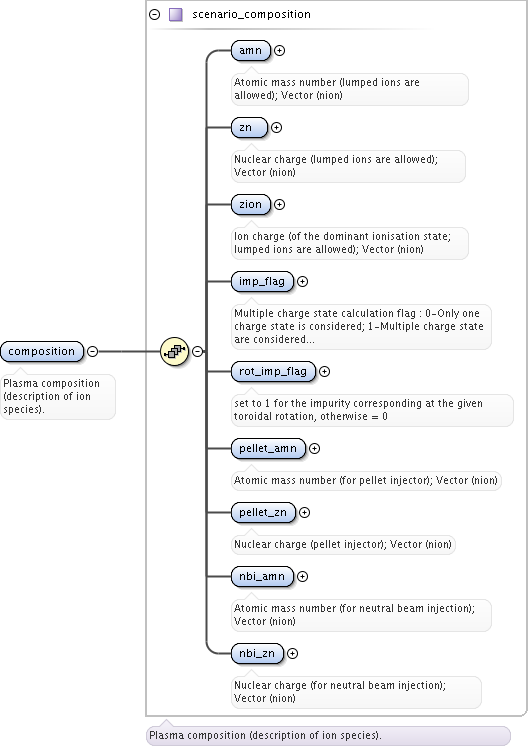 scenario_composition
amn
Atomic mass number (lumped ions are
allowed); Vector (nion)
zn
Nuclear charge (lumped ions are allowed);
Vector (nion)
zion
Ion charge (of the dominant ionisation state;
lumped ions are allowed); Vector (nion)
imp_flag
Multiple charge state calculation flag : 0-Only one
charge state is considered; 1-Multiple charge state
are considered...
composition
Plasma composition
(description of ion
species).
rot_imp_flag
set to 1 for the impurity corresponding at the given
toroidal rotation, otherwise = 0
pellet_amn
Atomic mass number (for pellet injector); Vector (nion)
pellet_zn
Nuclear charge (pellet injector); Vector (nion)
nbi_amn
Atomic mass number (for neutral beam injection);
Vector (nion)
nbi_zn
Nuclear charge (for neutral beam injection);
Vector (nion)
Plasma composition (description of ion species).